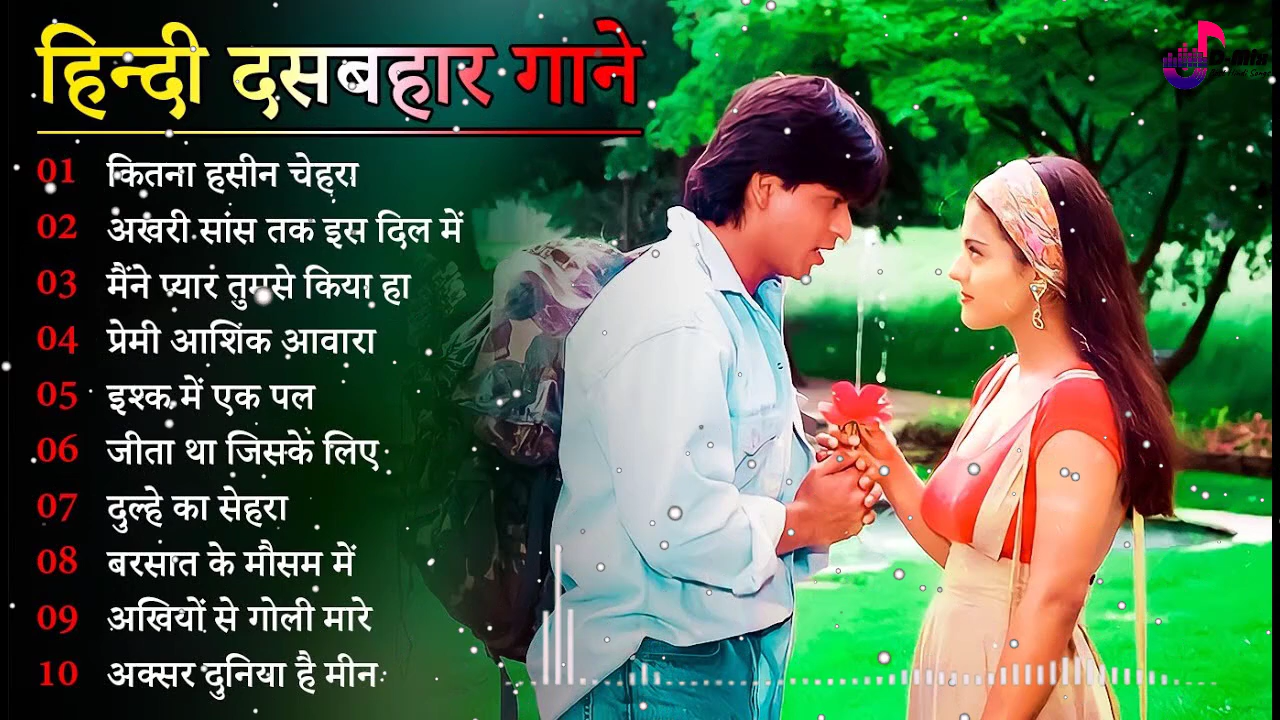 हिन्दी दसबहार गाने
01 कितना हसीन चेहरा
02 अखरी सांस तक इस दिल में
03 मैंने प्यार तुमसे किया हा
04 प्रेमी आशिक आवारा
05 इश्क में एक पल
06 जीता था जिसके लिए
07 दुल्हे का सेहरा
08 बरसात के मौसम में
09 अखियों से गोली मारे
10 अक्सर दुनिया है मीन